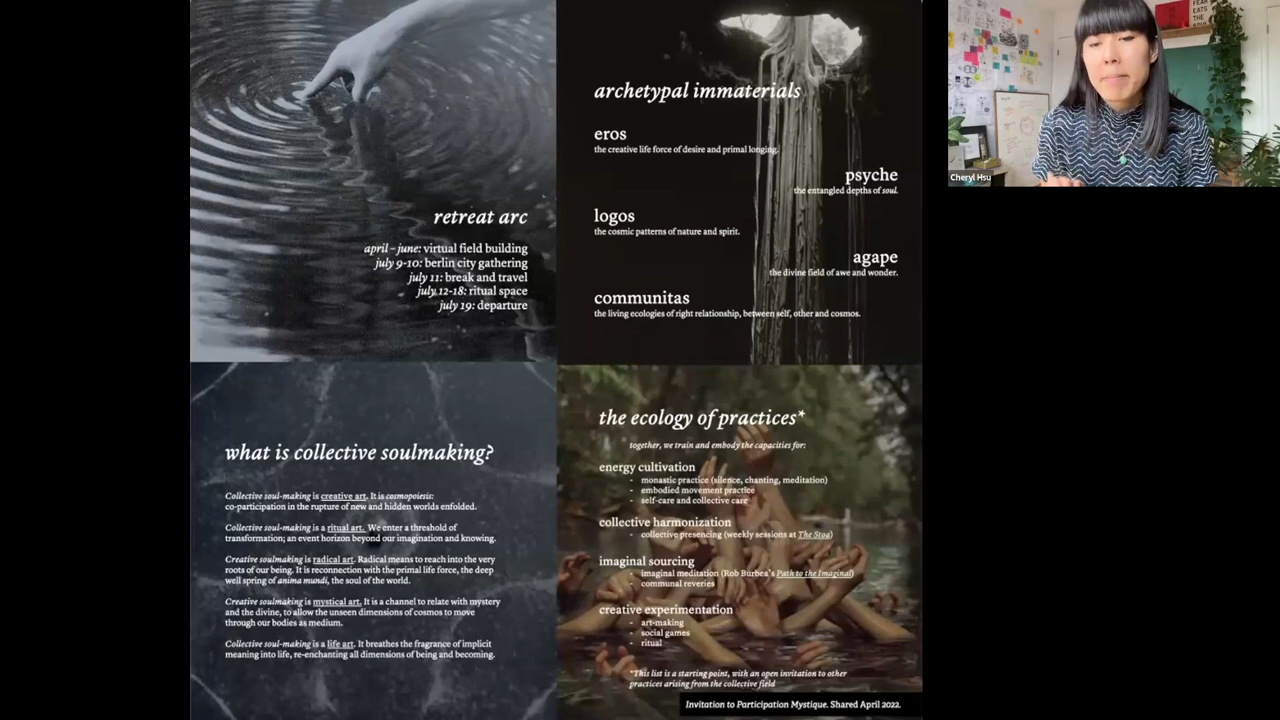 retreat arc
april – june: virtual field building
july 9-10: berlin city gathering
july 11: break and travel
july 12-18: ritual space
july 19: departure
archetypal immaterials
eros
the creative life force of desire and primal longing.
psyche
the entangled depths of soul.
logos
the cosmic patterns of nature and spirit.
agape
the divine field of awe and wonder.
communitas
the living ecologies of right relationship, between self, other and cosmos.
what is collective soulmaking?
Collective soul-making is creative art. It is cosmopoiesis:
co-participation in the rupture of new and hidden worlds enfolded.
Collective soul-making is a ritual art. We enter a threshold of
transformation; an event horizon beyond our imagination and knowing.
Creative soulmaking is radical art. Radical means to reach into the very
roots of our being. It is reconnection with the primal life force, the deep
well spring of anima mundi, the soul of the world.
Creative soulmaking is mystical art. It is a channel to relate with mystery
and the divine, to allow the unseen dimensions of cosmos to move
through our bodies as medium.
Collective soul-making is a life art. It breathes the fragrance of implicit
meaning into life, re-enchanting all dimensions of being and becoming.
the ecology of practices*
together, we train and embody the capacities for:
energy cultivation
- monastic practice (silence, chanting, meditation)
- embodied movement practice
- self-care and collective care
collective harmonization
- collective presencing (weekly sessions at The Stoa)
imaginal sourcing
- imaginal meditation (Rob Burbea's Path to the Imaginal)
- communal reveries
creative experimentation
- art-making
- social games
- ritual
*This list is a starting point, with an open invitation to other
practices arising from the collective field
Invitation to Participation Mystique. Shared April 2022.
FEAR
EATS
THE
SOUL
Cheryl Hsu